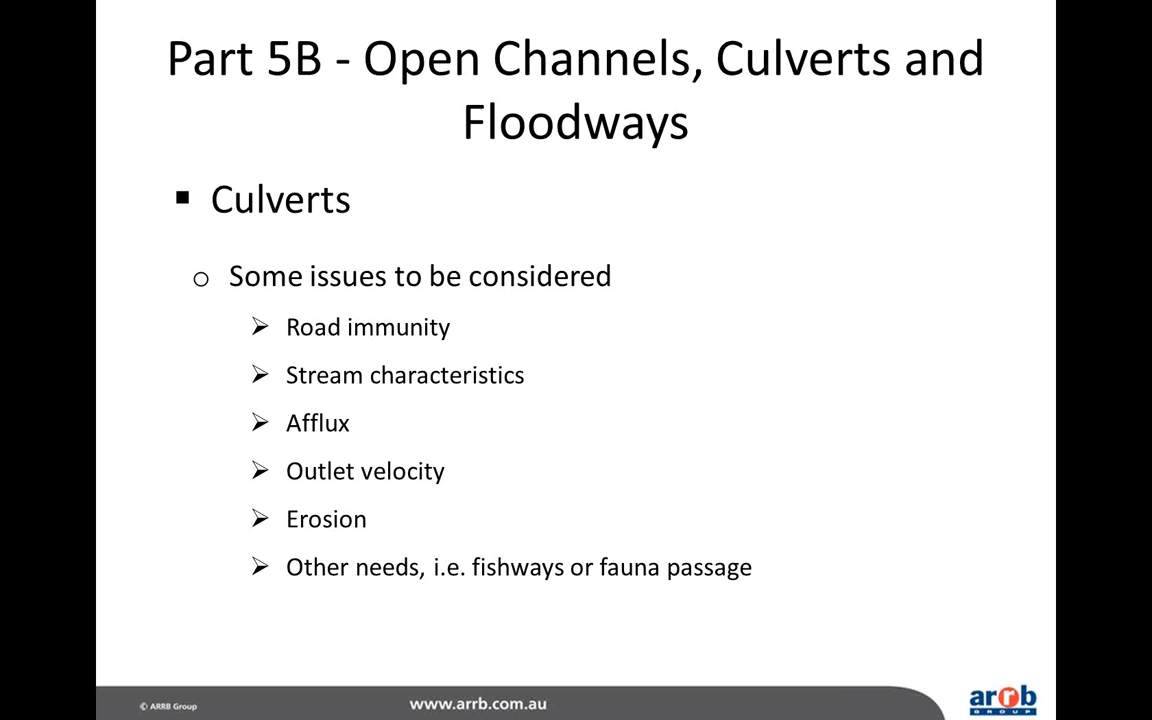 Part 5B - Open Channels, Culverts and
Floodways
▪ Culverts
o Some issues to be considered
➢ Road immunity
➢ Stream characteristics
➢ Afflux
➢ Outlet velocity
➢ Erosion
➢ Other needs, i.e. fishways or fauna passage
© ARRB Group
www.arrb.com.au
arrb
GROUP